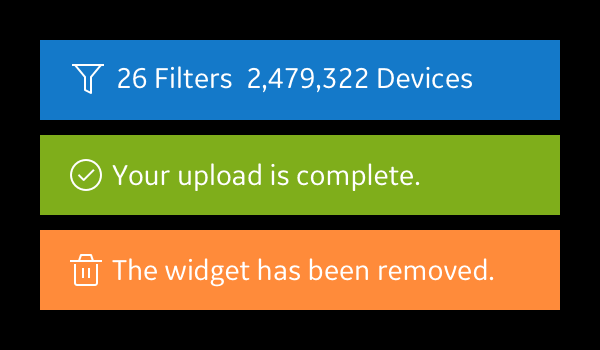 26 Filters  2,479,322 Devices
Your upload is complete.
The widget has been removed.